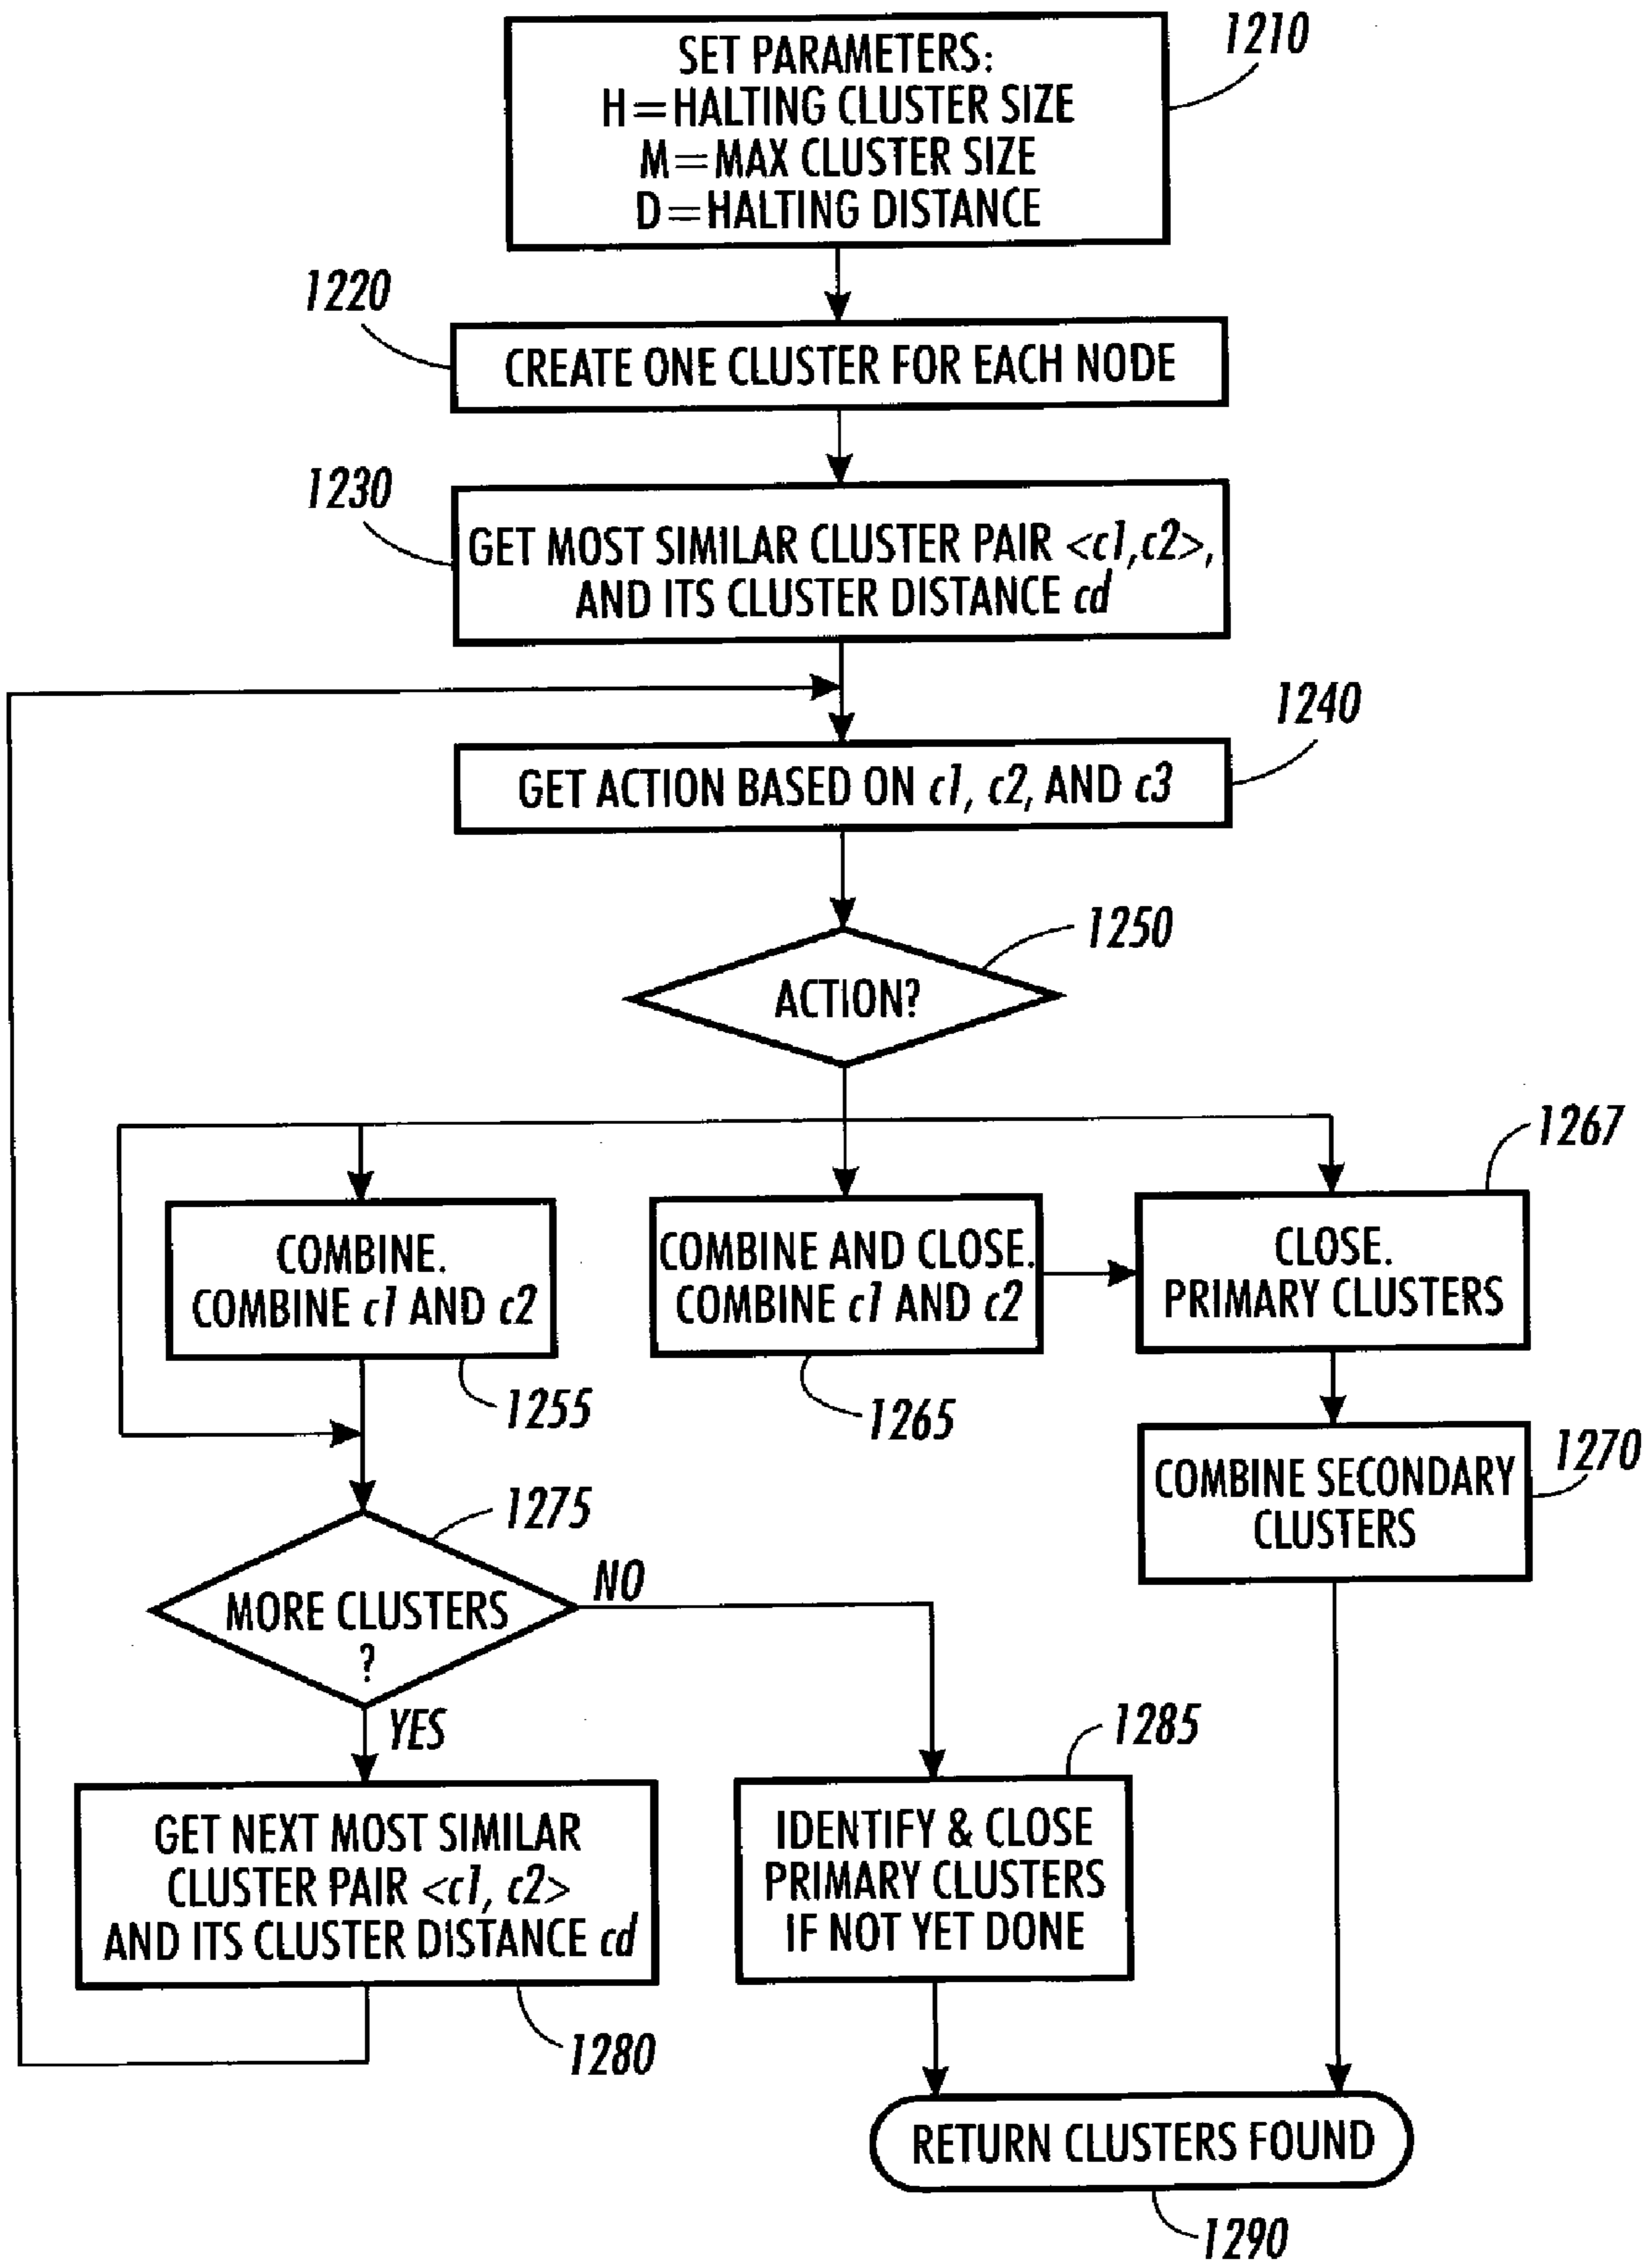 1210
SET PARAMETERS:
H=HALTING CLUSTER SIZE
M=MAX CLUSTER SIZE
D=HALTING DISTANCE
1220
CREATE ONE CLUSTER FOR EACH NODE
1230
GET MOST SIMILAR CLUSTER PAIR <c1,c2>,
AND ITS CLUSTER DISTANCE cd
1240
GET ACTION BASED ON c1, c2, AND c3
1250
ACTION?
1267
COMBINE.
COMBINE c1 AND c2
1255
COMBINE AND CLOSE.
COMBINE c1 AND c2
1265
CLOSE.
PRIMARY CLUSTERS
1270
COMBINE SECONDARY
CLUSTERS
1275
MORE CLUSTERS
?
NO
YES
1285
GET NEXT MOST SIMILAR
CLUSTER PAIR <c1, c2>
AND ITS CLUSTER DISTANCE cd
1280
IDENTIFY & CLOSE
PRIMARY CLUSTERS
IF NOT YET DONE
RETURN CLUSTERS FOUND
1290